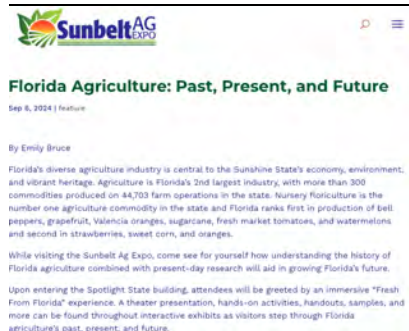 SunbeltAG
EXPO
Florida Agriculture: Past, Present, and Future
Sep 6, 2024 | feature
By Emily Bruce
Florida's diverse agriculture industry is central to the Sunshine State's economy, environment,
and vibrant heritage. Agriculture is Florida's 2nd largest industry, with more than 300
commodities produced on 44,703 farm operations in the state. Nursery floriculture is the
number one agriculture commodity in the state and Florida ranks first in production of bell
peppers, grapefruit, Valencia oranges, sugarcane, fresh market tomatoes, and watermelons
and second in strawberries, sweet corn, and oranges.
While visiting the Sunbelt Ag Expo, come see for yourself how understanding the history of
Florida agriculture combined with present-day research will aid in growing Florida's future.
Upon entering the Spotlight State building, attendees will be greeted by an immersive "Fresh
From Florida" experience. A theater presentation, hands-on activities, handouts, samples, and
more can be found throughout interactive exhibits as visitors step through Florida
agriculture's past, present, and future.